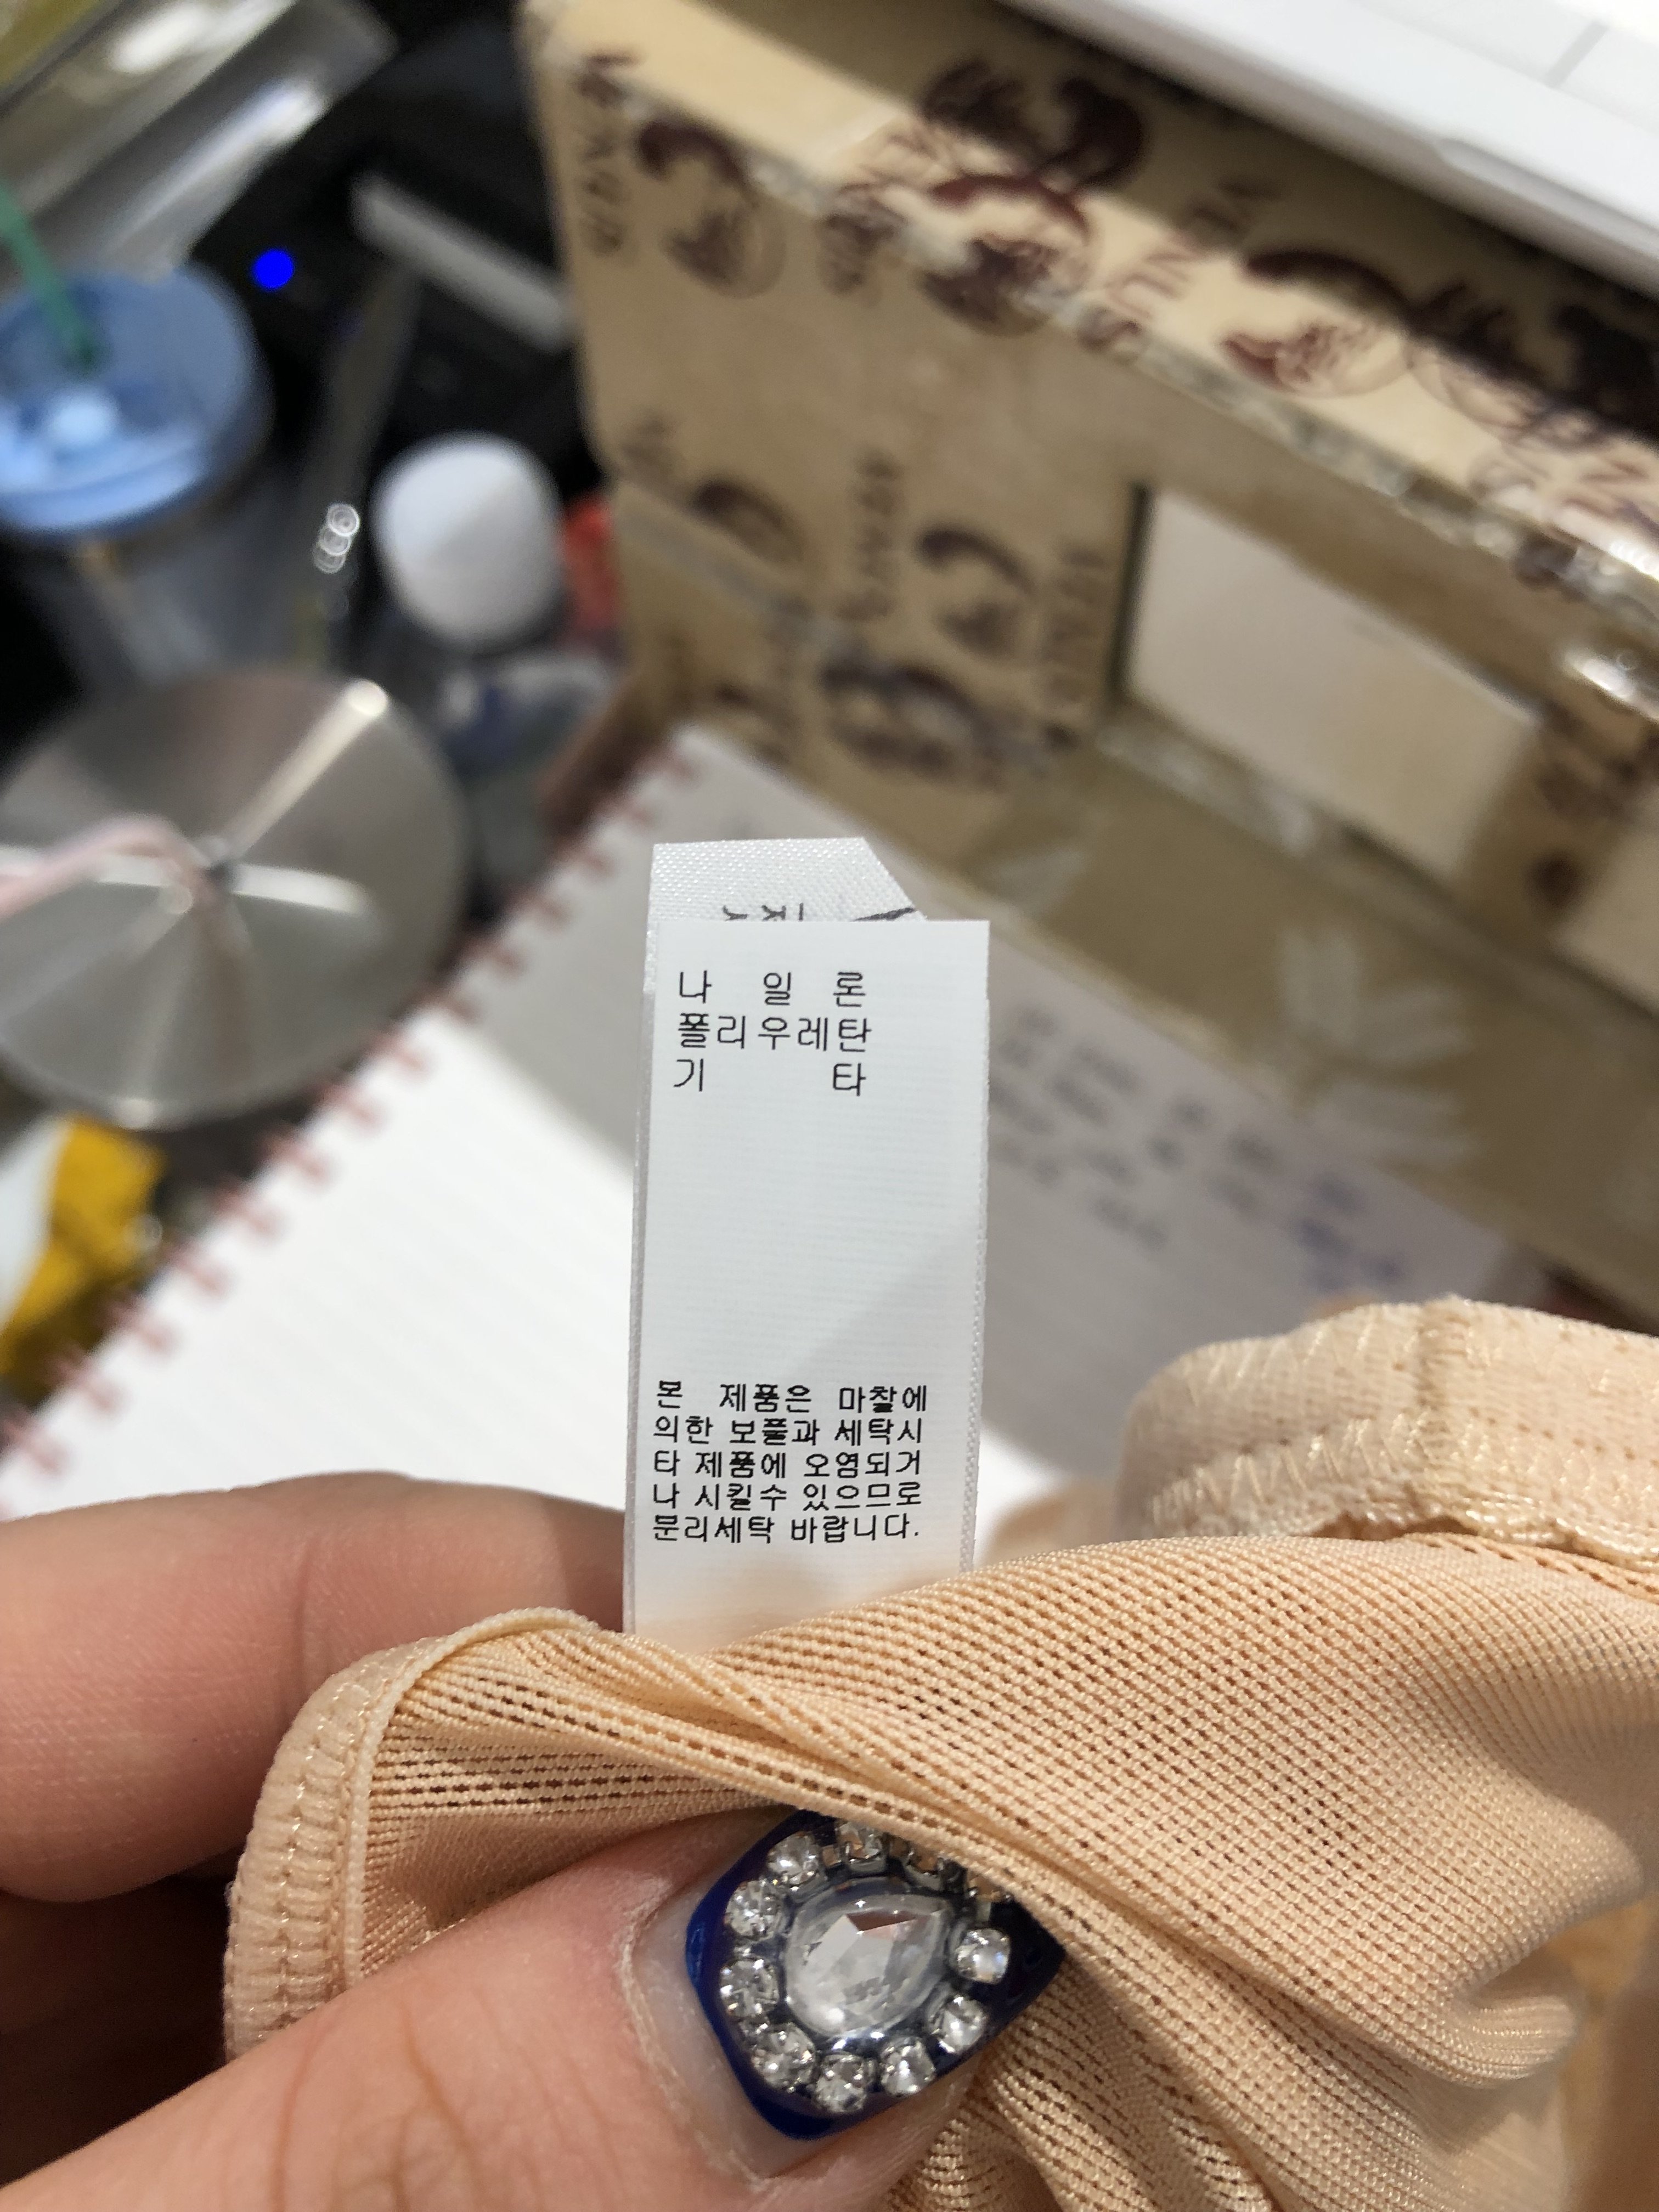 나 일 론
폴리우레탄
기 타
본 제품은 마찰에
의한 보풀과 세탁시
타 제품에 오염되거
나 시킬수 있으므로
분리세탁 바랍니다.
VENUS